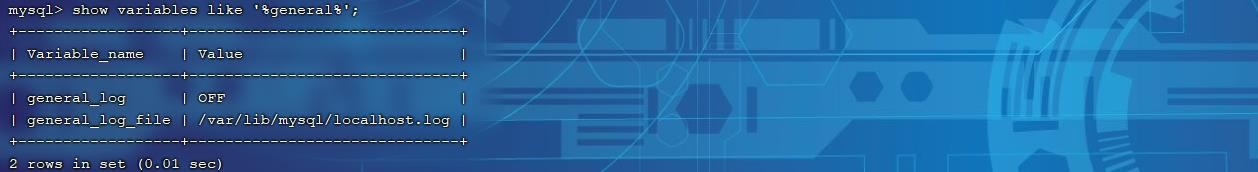 mysql> show variables like '%general%';
+------------------+------------------------------+
| Variable_name    | Value                        |
+------------------+------------------------------+
| general_log      | OFF                          |
| general_log_file | /var/lib/mysql/localhost.log |
+------------------+------------------------------+
2 rows in set (0.01 sec)